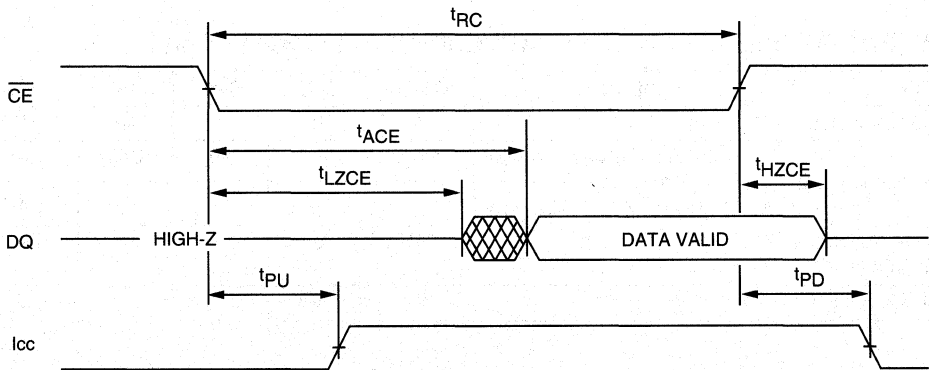 tRC
CE
tACE
tLZCE
tHZCE
DQ HIGH-Z DATA VALID
tPU tPD
Icc